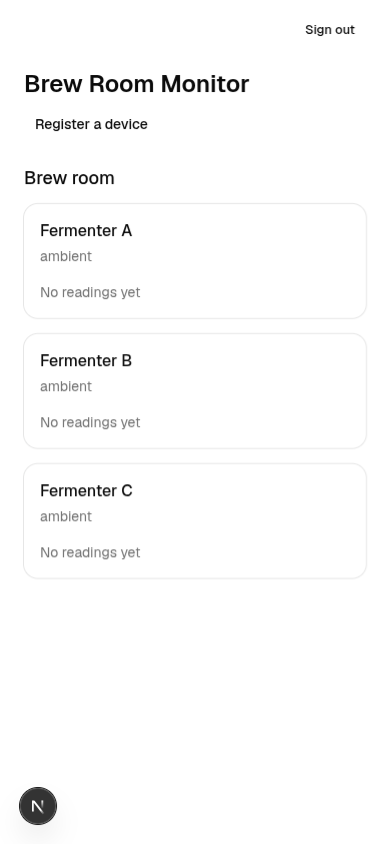 Sign out
Brew Room Monitor
Register a device
Brew room
Fermenter A
ambient
No readings yet
Fermenter B
ambient
No readings yet
Fermenter C
ambient
No readings yet
N